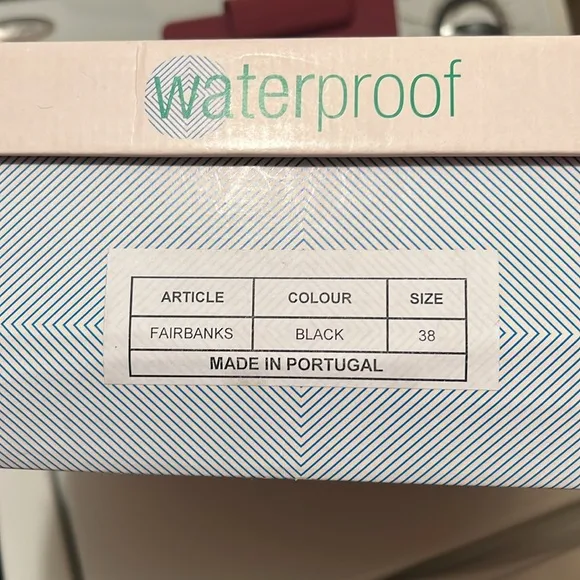 waterproof
ARTICLE COLOUR SIZE
FAIRBANKS BLACK 38
MADE IN PORTUGAL